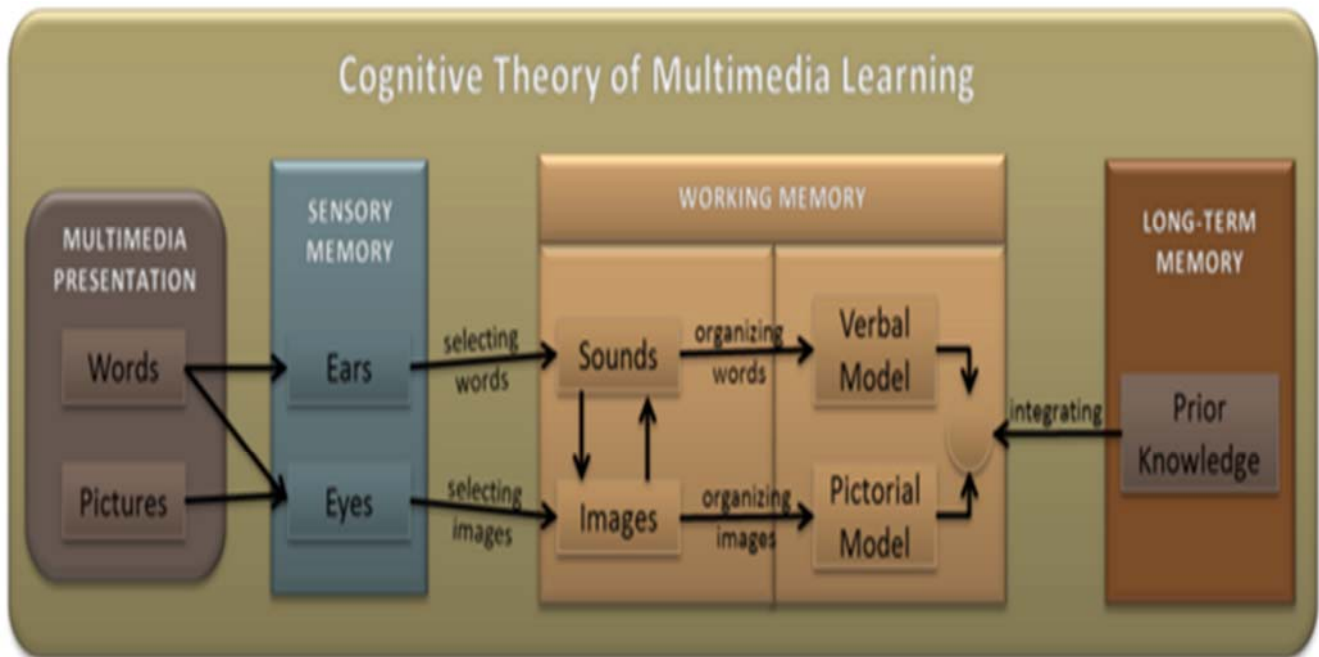 Cognitive Theory of Multimedia Learning
MULTIMEDIA
PRESENTATION
Words
Pictures
SENSORY
MEMORY
Ears
Eyes
selecting
words
selecting
images
WORKING MEMORY
Sounds
Images
organizing
words
organizing
images
Verbal
Model
Pictorial
Model
integrating
LONG-TERM
MEMORY
Prior
Knowledge